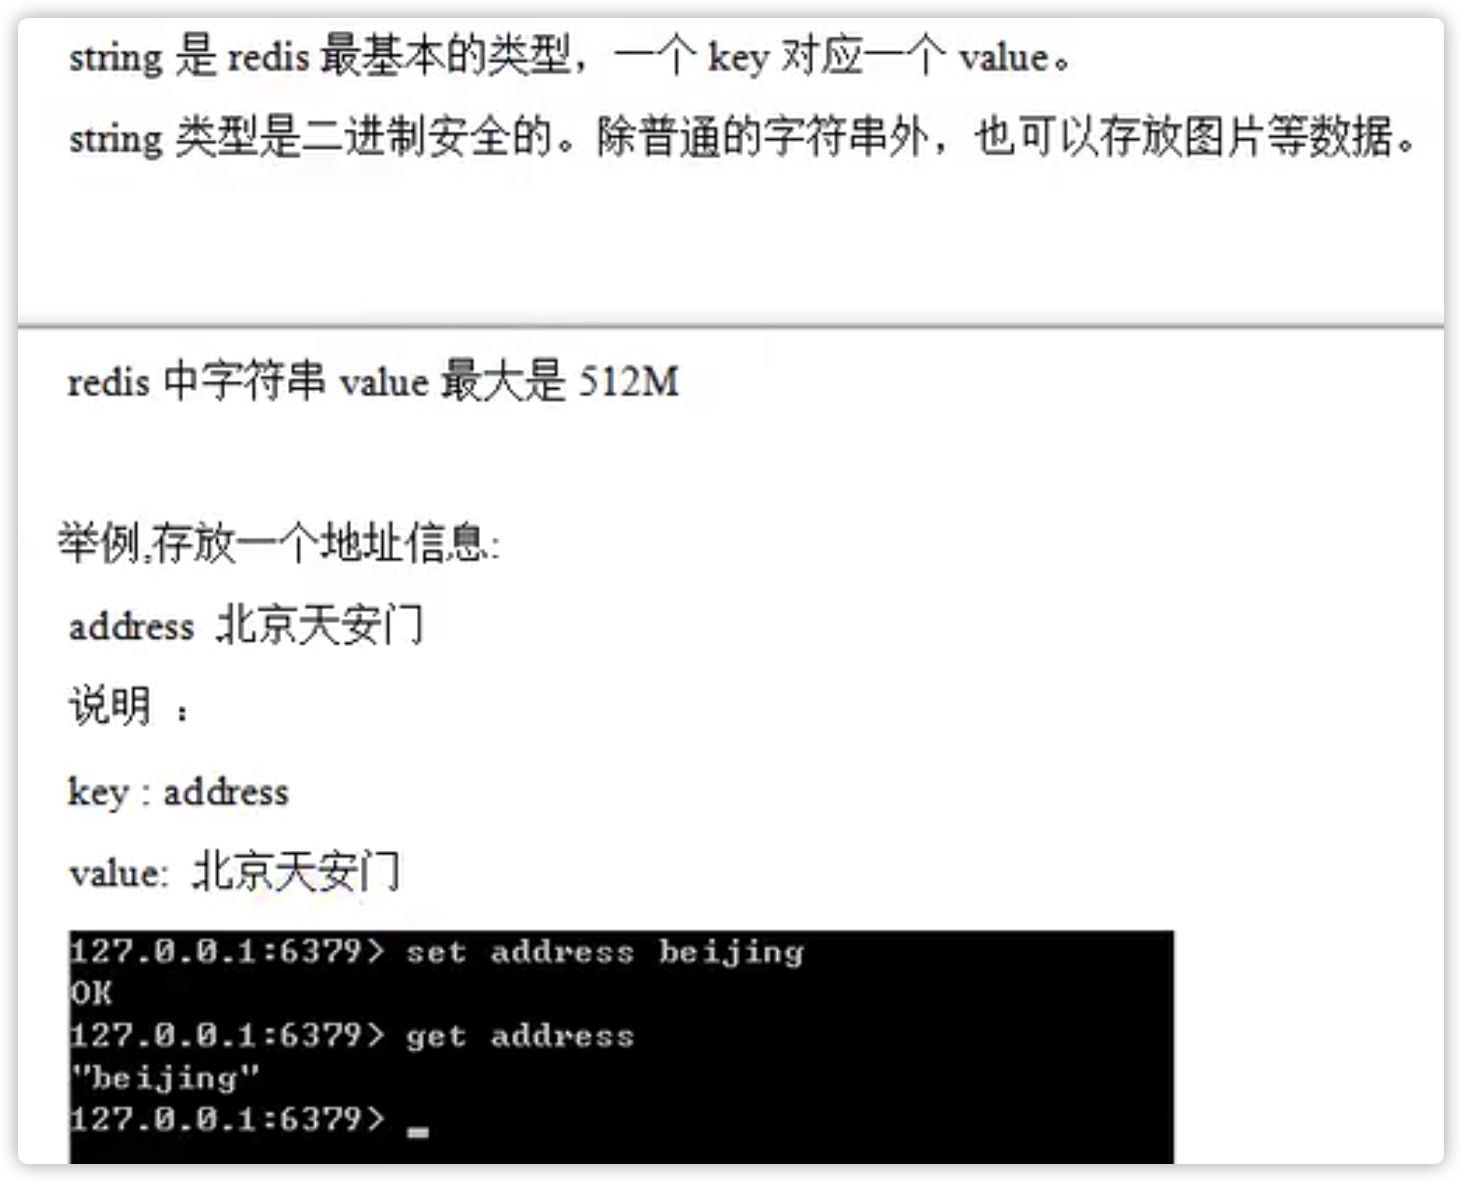 string 是 redis 最基本的类型，一个 key 对应一个 value。
string 类型是二进制安全的。除普通的字符串外，也可以存放图片等数据。
redis 中字符串 value 最大是 512M
举例,存放一个地址信息:
address 北京天安门
说明 ：
key : address
value: 北京天安门
127.0.0.1:6379> set address beijing
OK
127.0.0.1:6379> get address
"beijing"
127.0.0.1:6379>